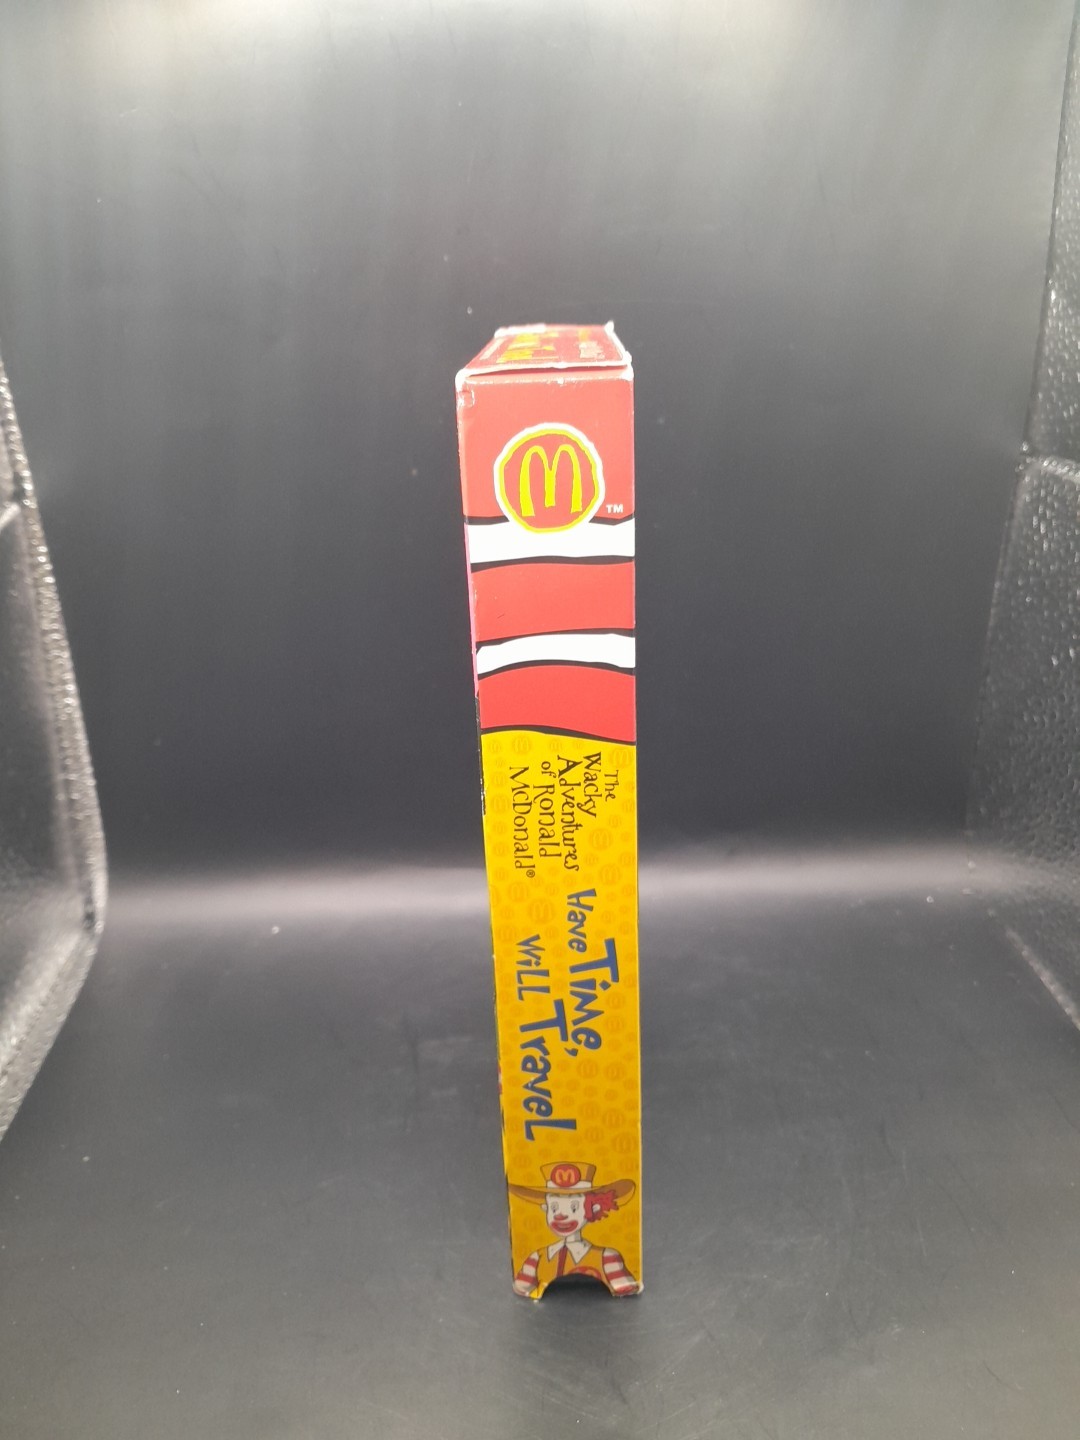 M
TM
The
Wacky
Adventures
of Ronald
McDonald®
Have Time,
Will Travel
M